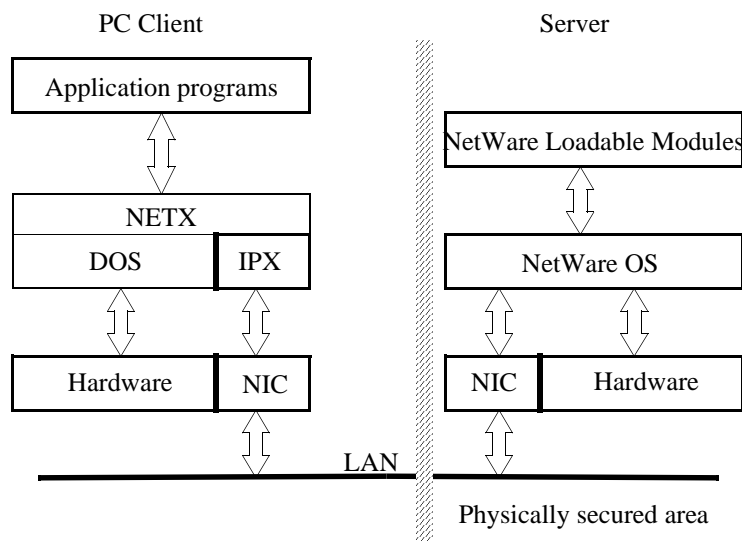 PC Client
Server
Application programs
NetWare Loadable Modules
NETX
DOS
IPX
NetWare OS
Hardware
NIC
NIC
Hardware
LAN
Physically secured area